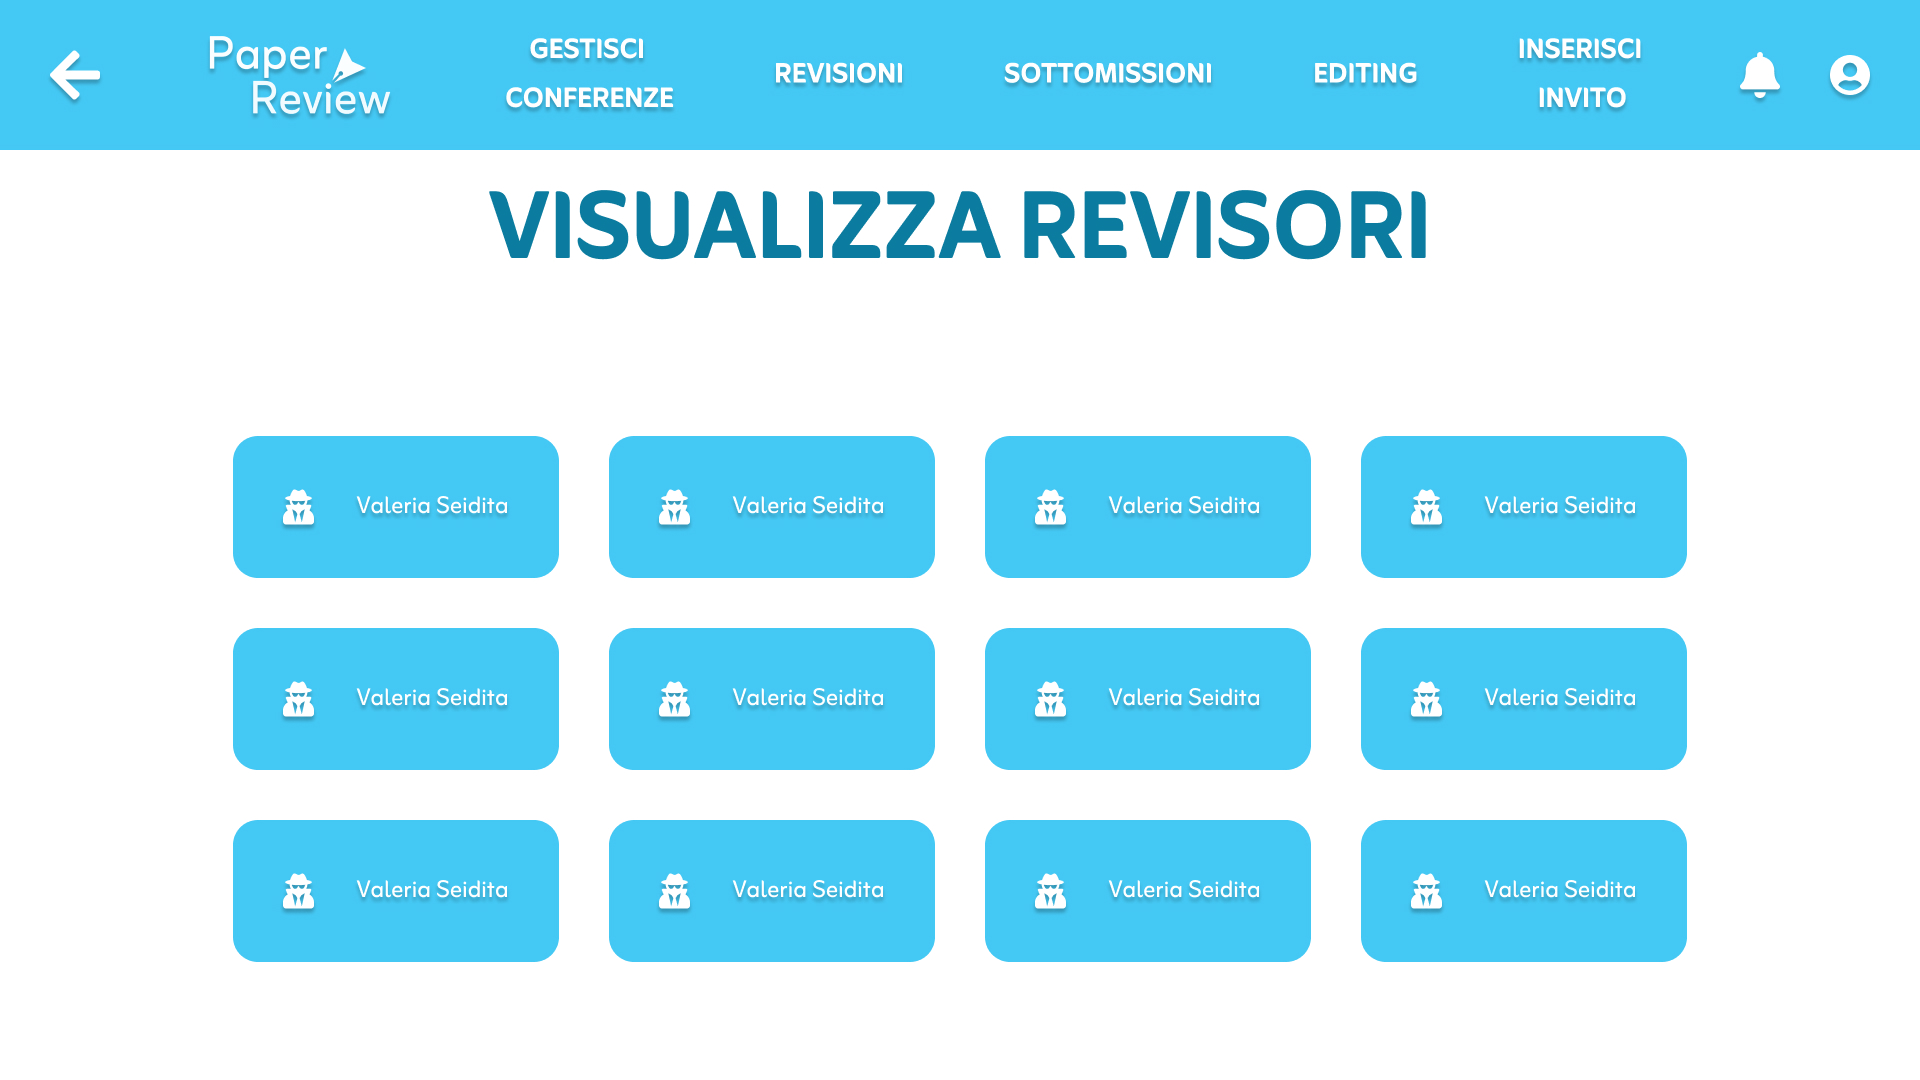 Paper
Review
GESTISCI
CONFERENZE
REVISIONI
SOTTOMISSIONI
EDITING
INSERISCI
INVITO
VISUALIZZA REVISORI
Valeria Seidita
Valeria Seidita
Valeria Seidita
Valeria Seidita
Valeria Seidita
Valeria Seidita
Valeria Seidita
Valeria Seidita
Valeria Seidita
Valeria Seidita
Valeria Seidita
Valeria Seidita